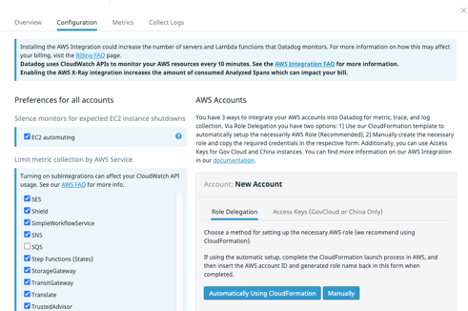 Overview Configuration Metrics Collect Logs
Installing the AWS Integration could increase the number of servers and Lambda functions that Datadog monitors. For more information on how this may affect
your billing, visit the Billing FAQ page.
Datadog uses CloudWatch APIs to monitor your AWS resources every 10 minutes. See the AWS Integration FAQ for more information.
Enabling the AWS X-Ray integration increases the amount of consumed Analyzed Spans which can impact your bill.
Preferences for all accounts
Silence monitors for expected EC2 instance shutdowns
EC2 automuting
Limit metric collection by AWS Service
Turning on subintegrations can affect your CloudWatch API
usage. See our AWS FAQ for more info.
SES
Shield
SimpleWorkflowService
SNS
SQS
Step Functions (States)
StorageGateway
TransitGateway
Translate
TrustedAdvisor
AWS Accounts
You have 3 ways to integrate your AWS accounts into Datadog for metric, trace, and log
collection. Via Role Delegation you have two options: 1) Use our CloudFormation template to
automatically setup the necessary AWS Role (Recommended), 2) Manually create the necessary
role and copy the required credentials in the respective form. Additionally, you can use Access
Keys for Gov Cloud and China instances. You can find more information on our AWS Integration
in our documentation.
Account: New Account
Role Delegation Access Keys (GovCloud or China Only)
Choose a method for setting up the necessary AWS role (we recommend using
CloudFormation).
If using the automatic setup, complete the CloudFormation launch process in AWS, and
then insert the AWS account ID and generated role name back in this form when
completed.
Automatically Using CloudFormation Manually